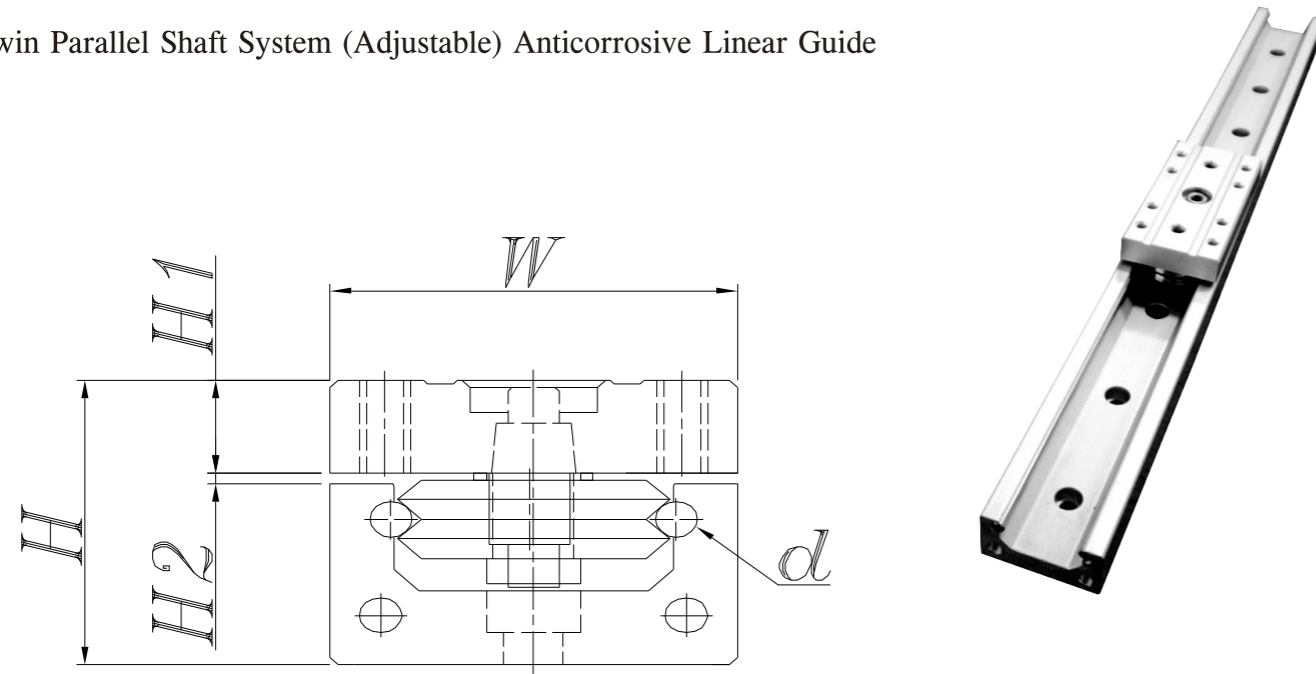 win Parallel Shaft System (Adjustable) Anticorrosive Linear Guide
W
H1
H
H2
d